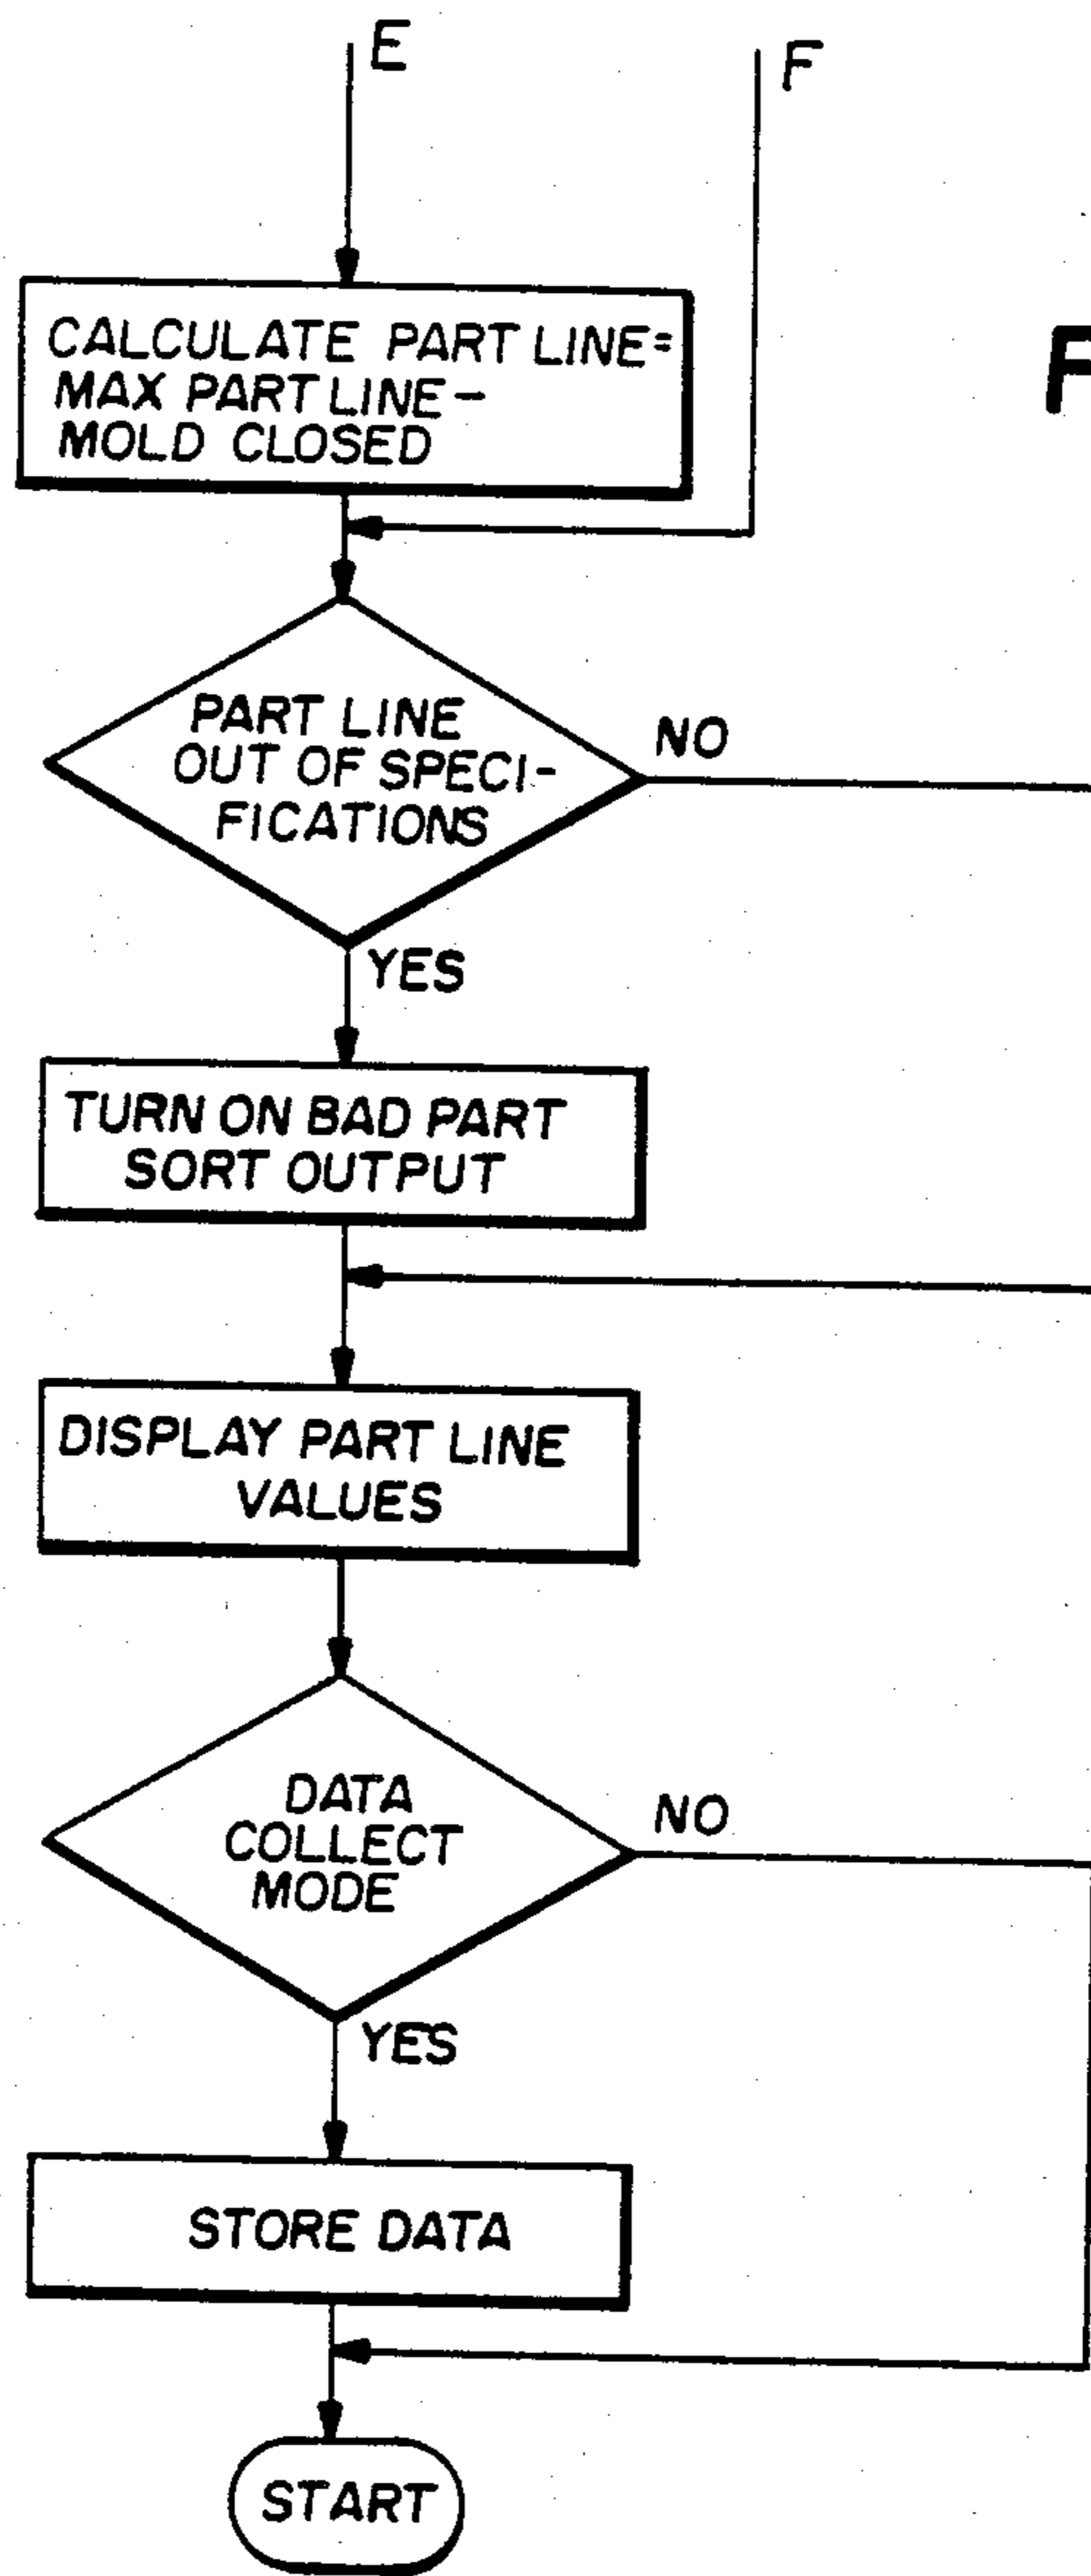 E
F
CALCULATE PART LINE=
MAX PART LINE-
MOLD CLOSED
PART LINE
OUT OF SPECI-
FICATIONS
NO
YES
TURN ON BAD PART
SORT OUTPUT
DISPLAY PART LINE
VALUES
DATA
COLLECT
MODE
NO
YES
STORE DATA
START